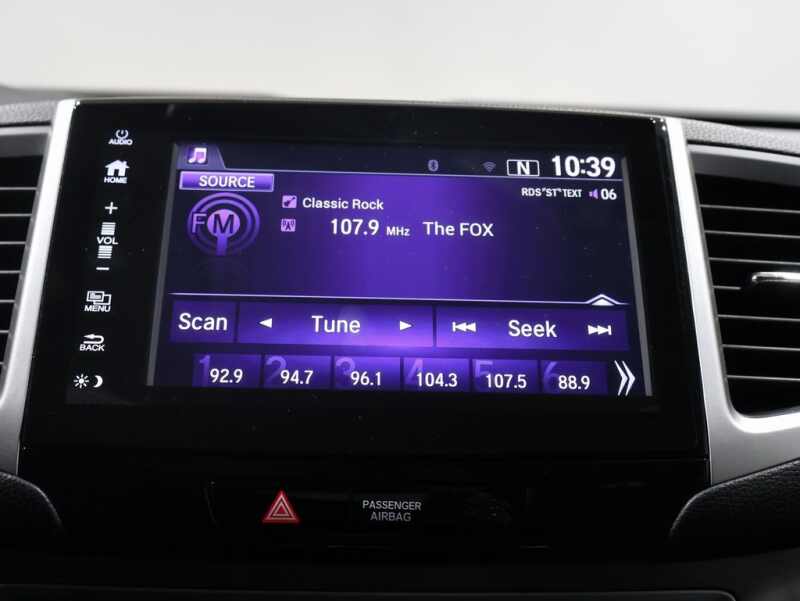 AUDIO
HOME
+
VOL
−
MENU
BACK
N 10:39
SOURCE
RDS "ST" TEXT 06
FM
Classic Rock
107.9 MHz The FOX
Scan Tune Seek
1 92.9 2 94.7 3 96.1 4 104.3 5 107.5 6 88.9
PASSENGER
AIRBAG